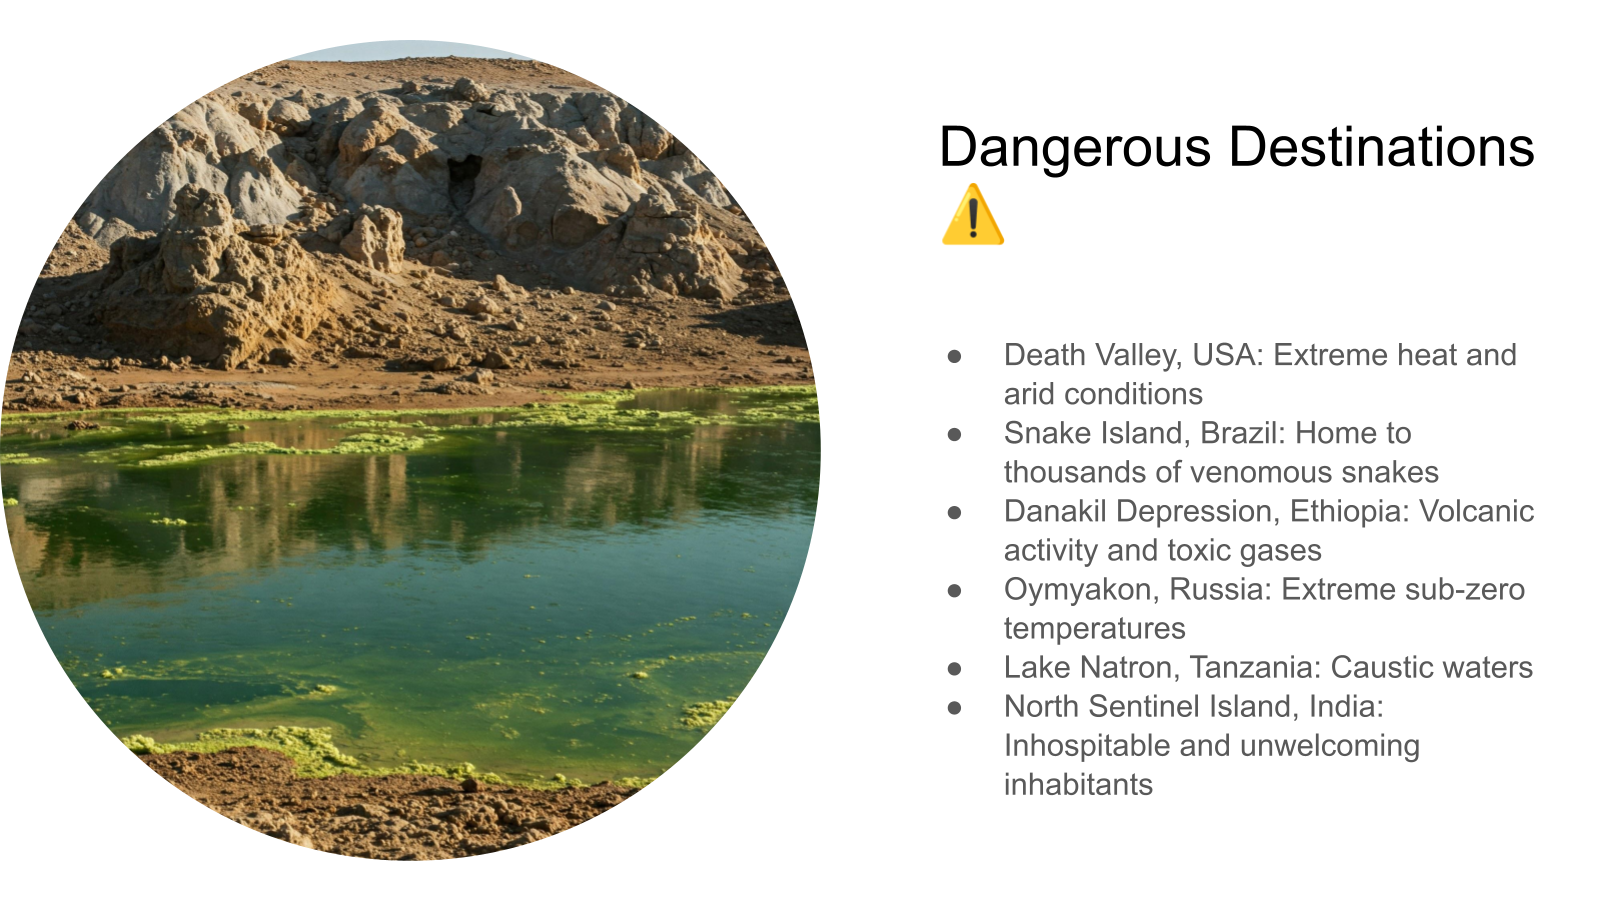 Dangerous Destinations
⚠️
● Death Valley, USA: Extreme heat and
arid conditions
● Snake Island, Brazil: Home to
thousands of venomous snakes
● Danakil Depression, Ethiopia: Volcanic
activity and toxic gases
● Oymyakon, Russia: Extreme sub-zero
temperatures
● Lake Natron, Tanzania: Caustic waters
● North Sentinel Island, India:
Inhospitable and unwelcoming
inhabitants